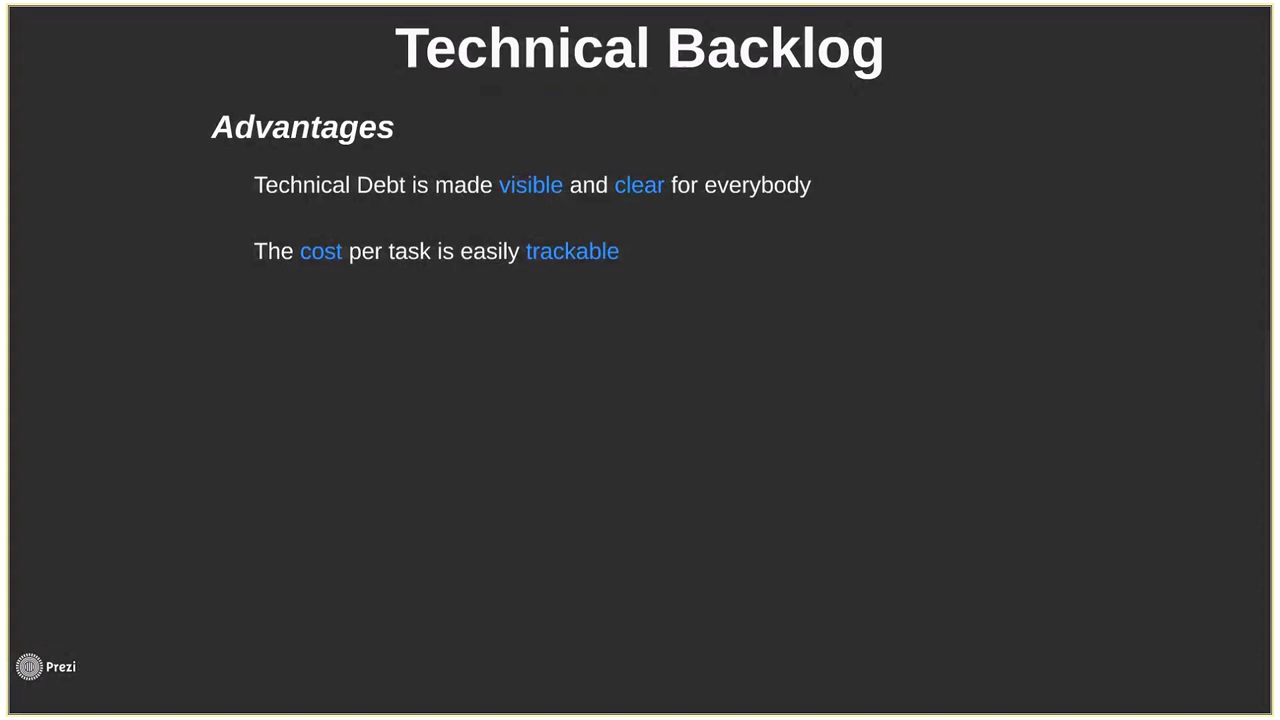 Technical Backlog
Advantages
Technical Debt is made visible and clear for everybody
The cost per task is easily trackable
Prezi